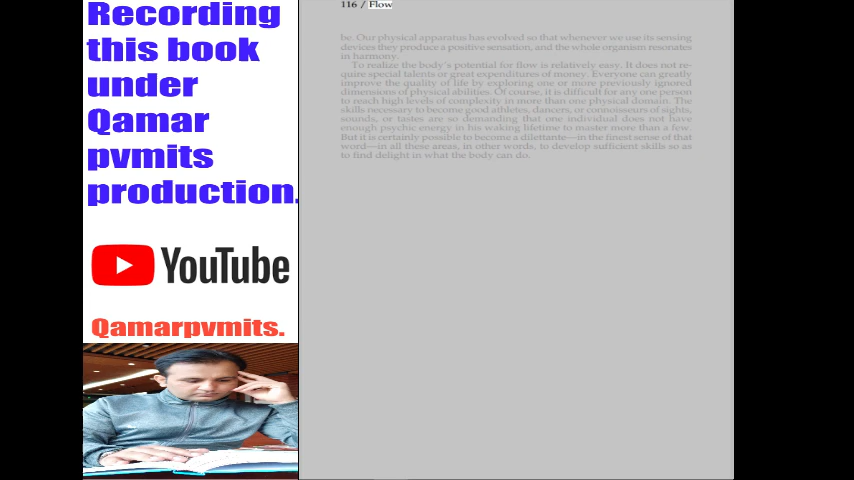 Recording
this book
under
Qamar
pvmits
production.
YouTube
Qamarpvmits.
116 / Flow
be. Our physical apparatus has evolved so that whenever we use its sensing
devices they produce a positive sensation, and the whole organism resonates
in harmony.
To realize the body's potential for flow is relatively easy. It does not re-
quire special talents or great expenditures of money. Everyone can greatly
improve the quality of life by exploring one or more previously ignored
dimensions of physical abilities. Of course, it is difficult for any one person
to reach high levels of complexity in more than one physical domain. The
skills necessary to become good athletes, dancers, or connoisseurs of sights,
sounds, or tastes are so demanding that one individual does not have
enough psychic energy in his waking lifetime to master more than a few.
But it is certainly possible to become a dilettante—in the finest sense of that
word—in all these areas, in other words, to develop sufficient skills so as
to find delight in what the body can do.